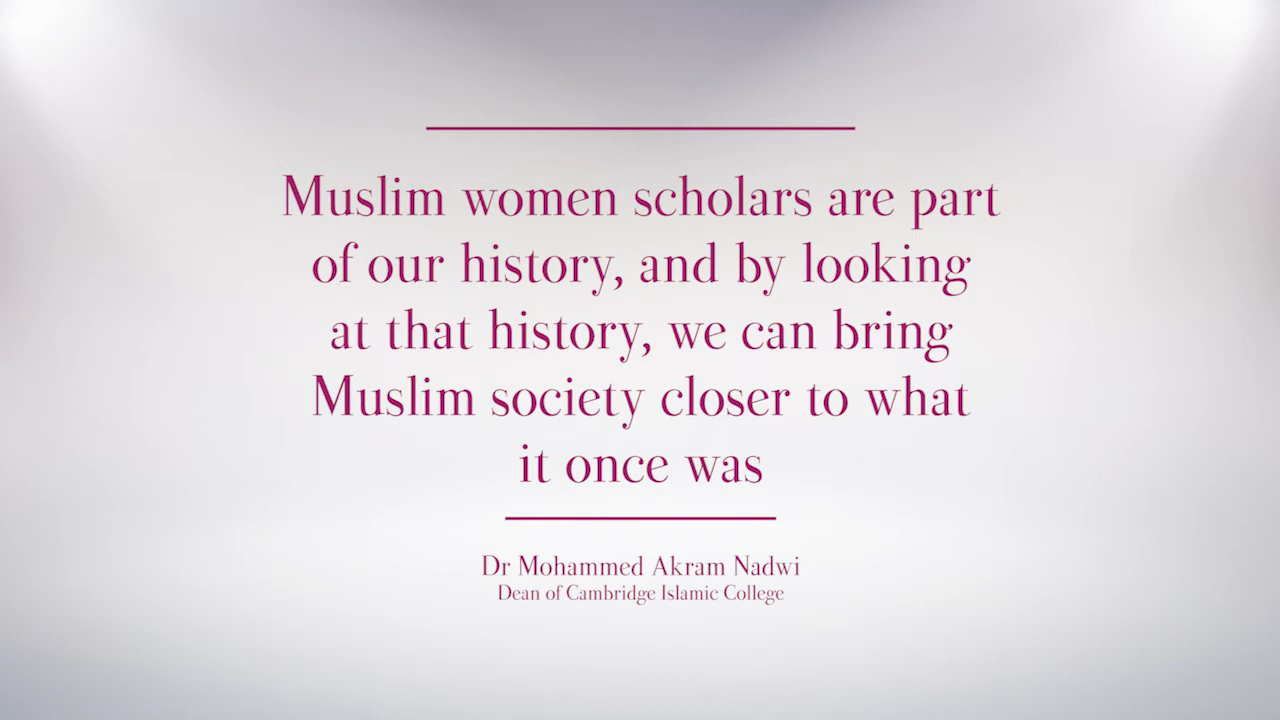 Muslim women scholars are part
of our history, and by looking
at that history, we can bring
Muslim society closer to what
it once was
Dr Mohammed Akram Nadwi
Dean of Cambridge Islamic College